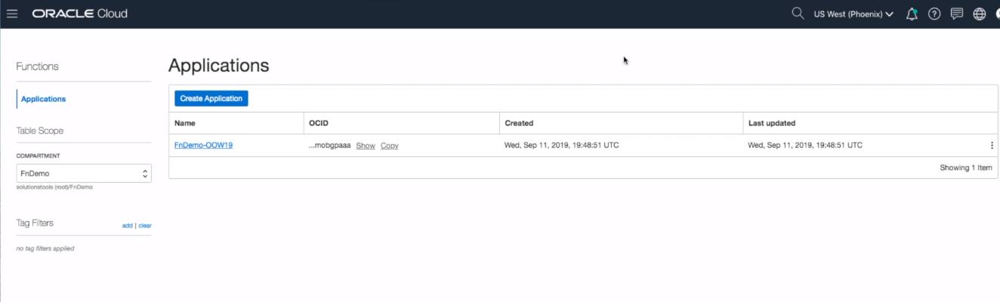 ORACLE Cloud
US West (Phoenix)
Functions
Applications
Table Scope
COMPARTMENT
FnDemo
solutionstools (root)/FnDemo
Tag Filters add | clear
no tag filters applied
Applications
Create Application
Name OCID Created Last updated
FnDemo-OOW19 ...mobgpaaa Show Copy Wed, Sep 11, 2019, 19:48:51 UTC Wed, Sep 11, 2019, 19:48:51 UTC
Showing 1 Item